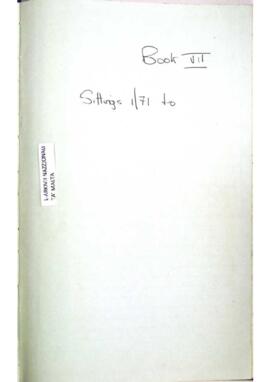 Book VII
Sittings 1/71 to
L-ARKIVJI NAZZJONALI
TA' MALTA